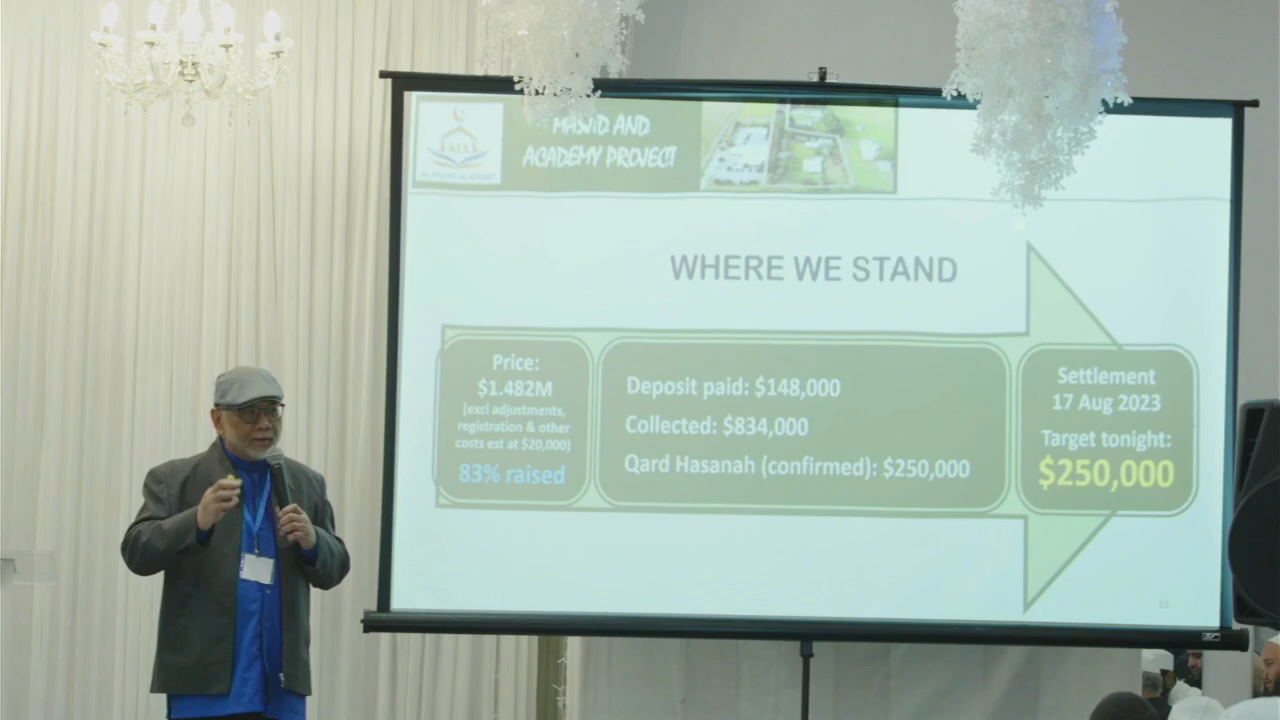 MASJID AND
ACADEMY PROJECT
AIA
WHERE WE STAND
Price:
$1.482M
(excl adjustments,
registration & other
costs est at $20,000)
83% raised
Deposit paid: $148,000
Collected: $834,000
Qard Hasanah (confirmed): $250,000
Settlement
17 Aug 2023
Target tonight:
$250,000